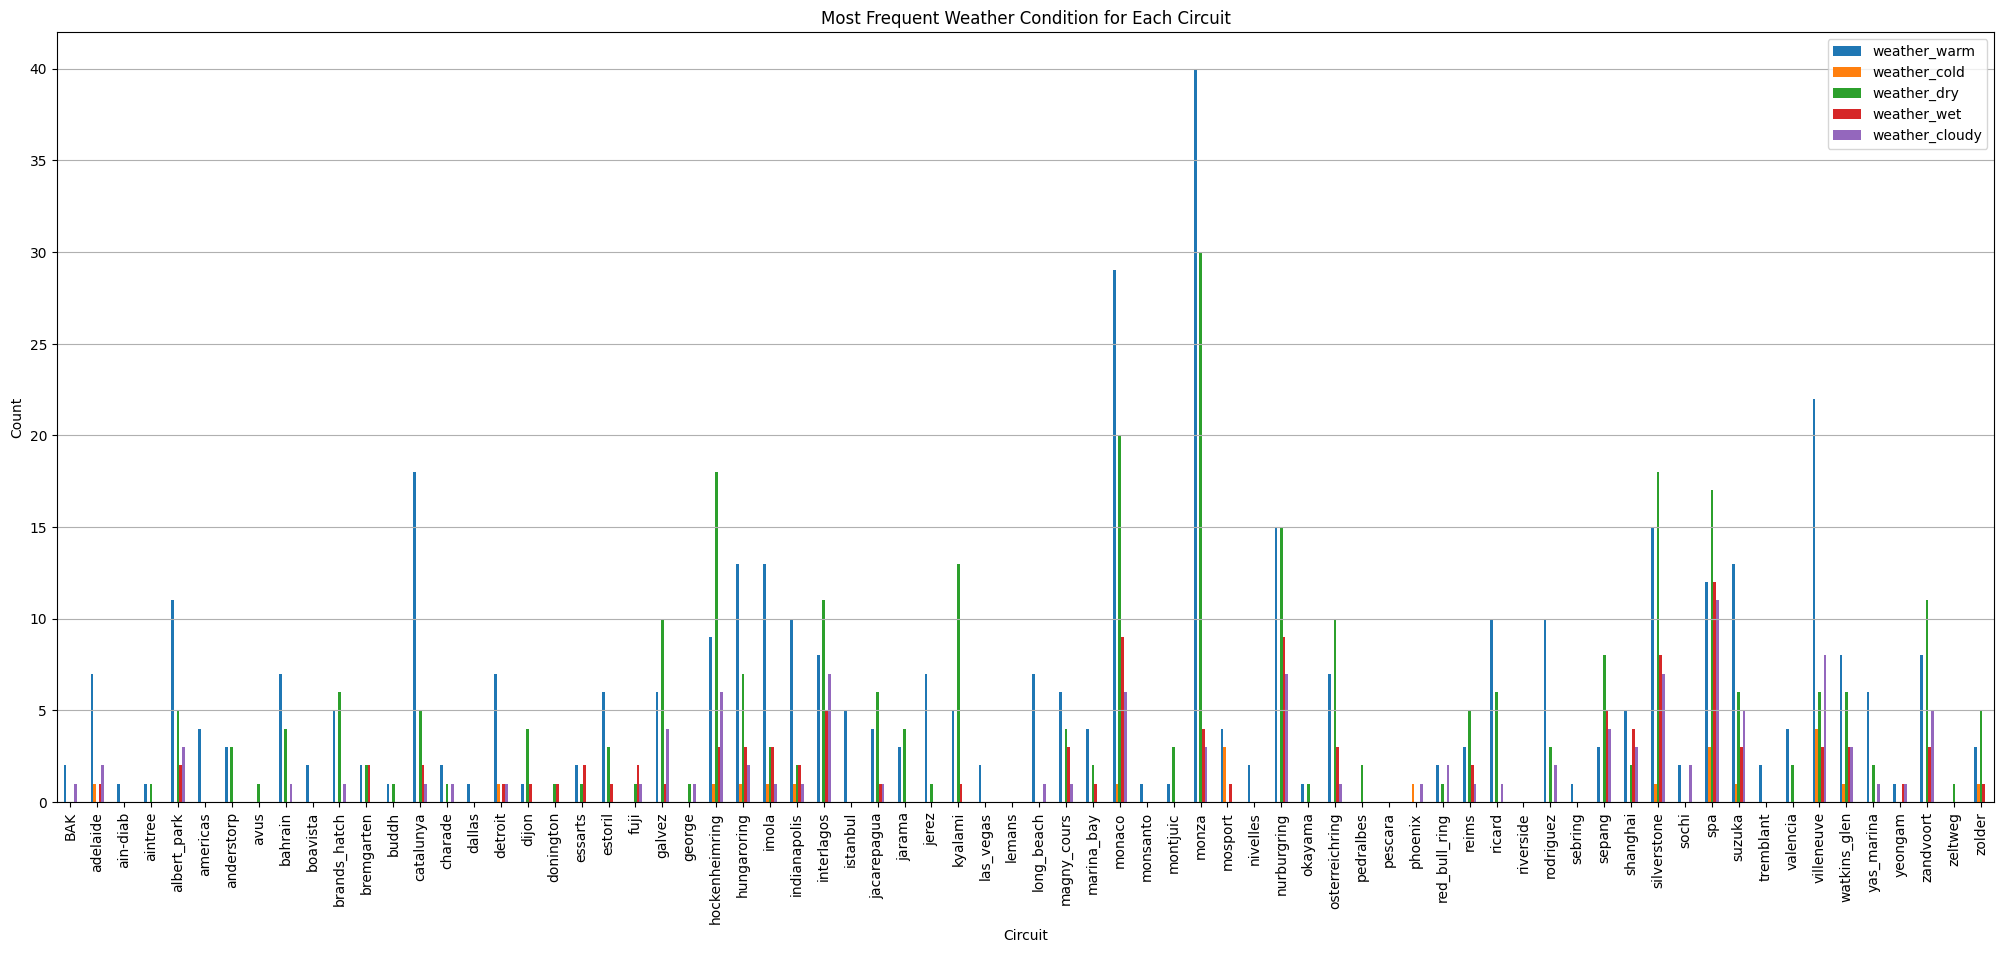 Most Frequent Weather Condition for Each Circuit
weather_warm
weather_cold
weather_dry
weather_wet
weather_cloudy
Count
40
35
30
25
20
15
10
5
0
BAK
adelaide
ain-diab
aintree
albert_park
americas
anderstorp
avus
bahrain
boavista
brands_hatch
bremgarten
buddh
catalunya
charade
dallas
detroit
dijon
donington
essarts
estoril
fuji
galvez
george
hockenheimring
hungaroring
imola
indianapolis
interlagos
istanbul
jacarepagua
jarama
jerez
kyalami
las_vegas
lemans
long_beach
magny_cours
marina_bay
monaco
monsanto
montjuic
monza
mosport
nivelles
nurburgring
okayama
osterreichring
pedralbes
pescara
phoenix
red_bull_ring
reims
ricard
riverside
rodriguez
sebring
sepang
shanghai
silverstone
sochi
spa
suzuka
tremblant
valencia
villeneuve
watkins_glen
yas_marina
yeongam
zandvoort
zeltweg
zolder
Circuit